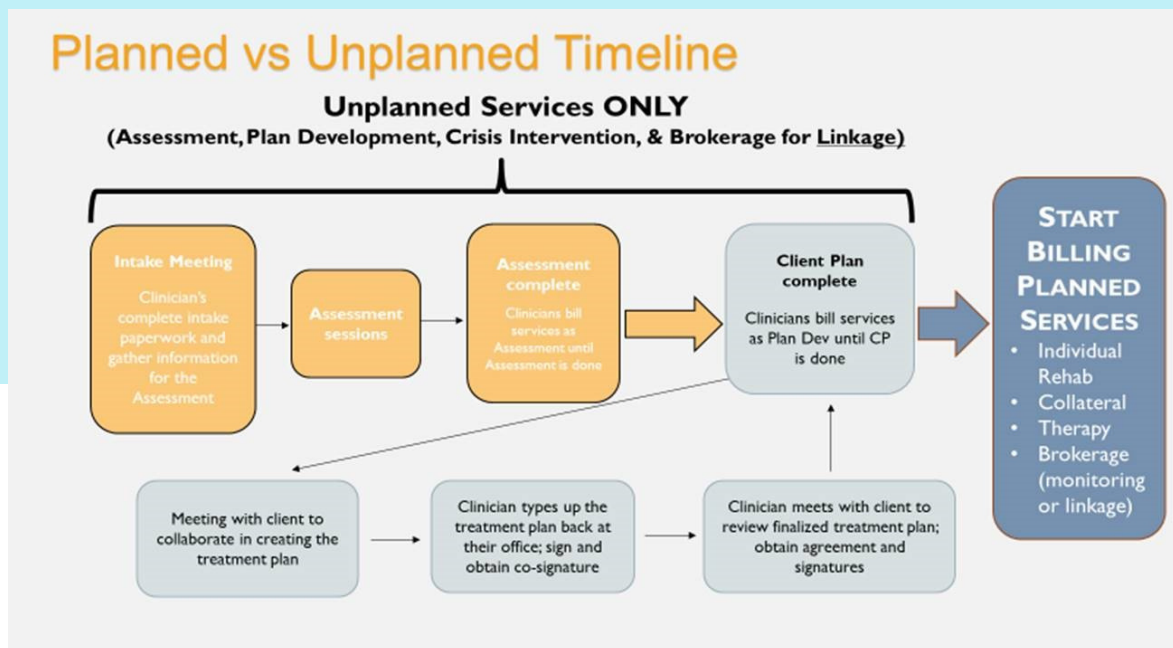 Planned vs Unplanned Timeline
Unplanned Services ONLY
(Assessment, Plan Development, Crisis Intervention, & Brokerage for Linkage)
Intake Meeting
Clinician's
complete intake
paperwork and
gather information
for the
Assessment
Assessment
sessions
Assessment
complete
Clinicians bill
services as
Assessment until
Assessment is done
Client Plan
complete
Clinicians bill services
as Plan Dev until CP
is done
START
BILLING
PLANNED
SERVICES
• Individual
Rehab
• Collateral
• Therapy
• Brokerage
(monitoring
or linkage)
Meeting with client to
collaborate in creating the
treatment plan
Clinician types up the
treatment plan back at
their office; sign and
obtain co-signature
Clinician meets with client to
review finalized treatment plan;
obtain agreement and
signatures